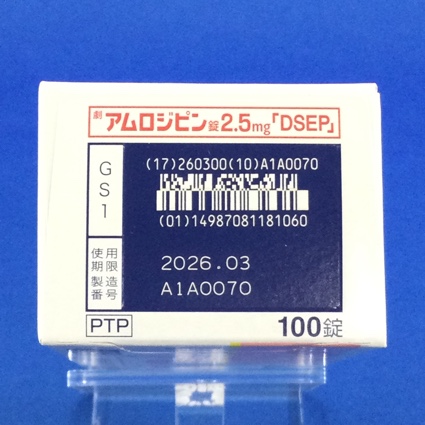 劇 アムロジピン錠2.5mg「DSEP」
GS1
(17)260300(10)A1A0070
(01)14987081181060
使用期限 2026.03
製造番号 A1A0070
PTP 100錠